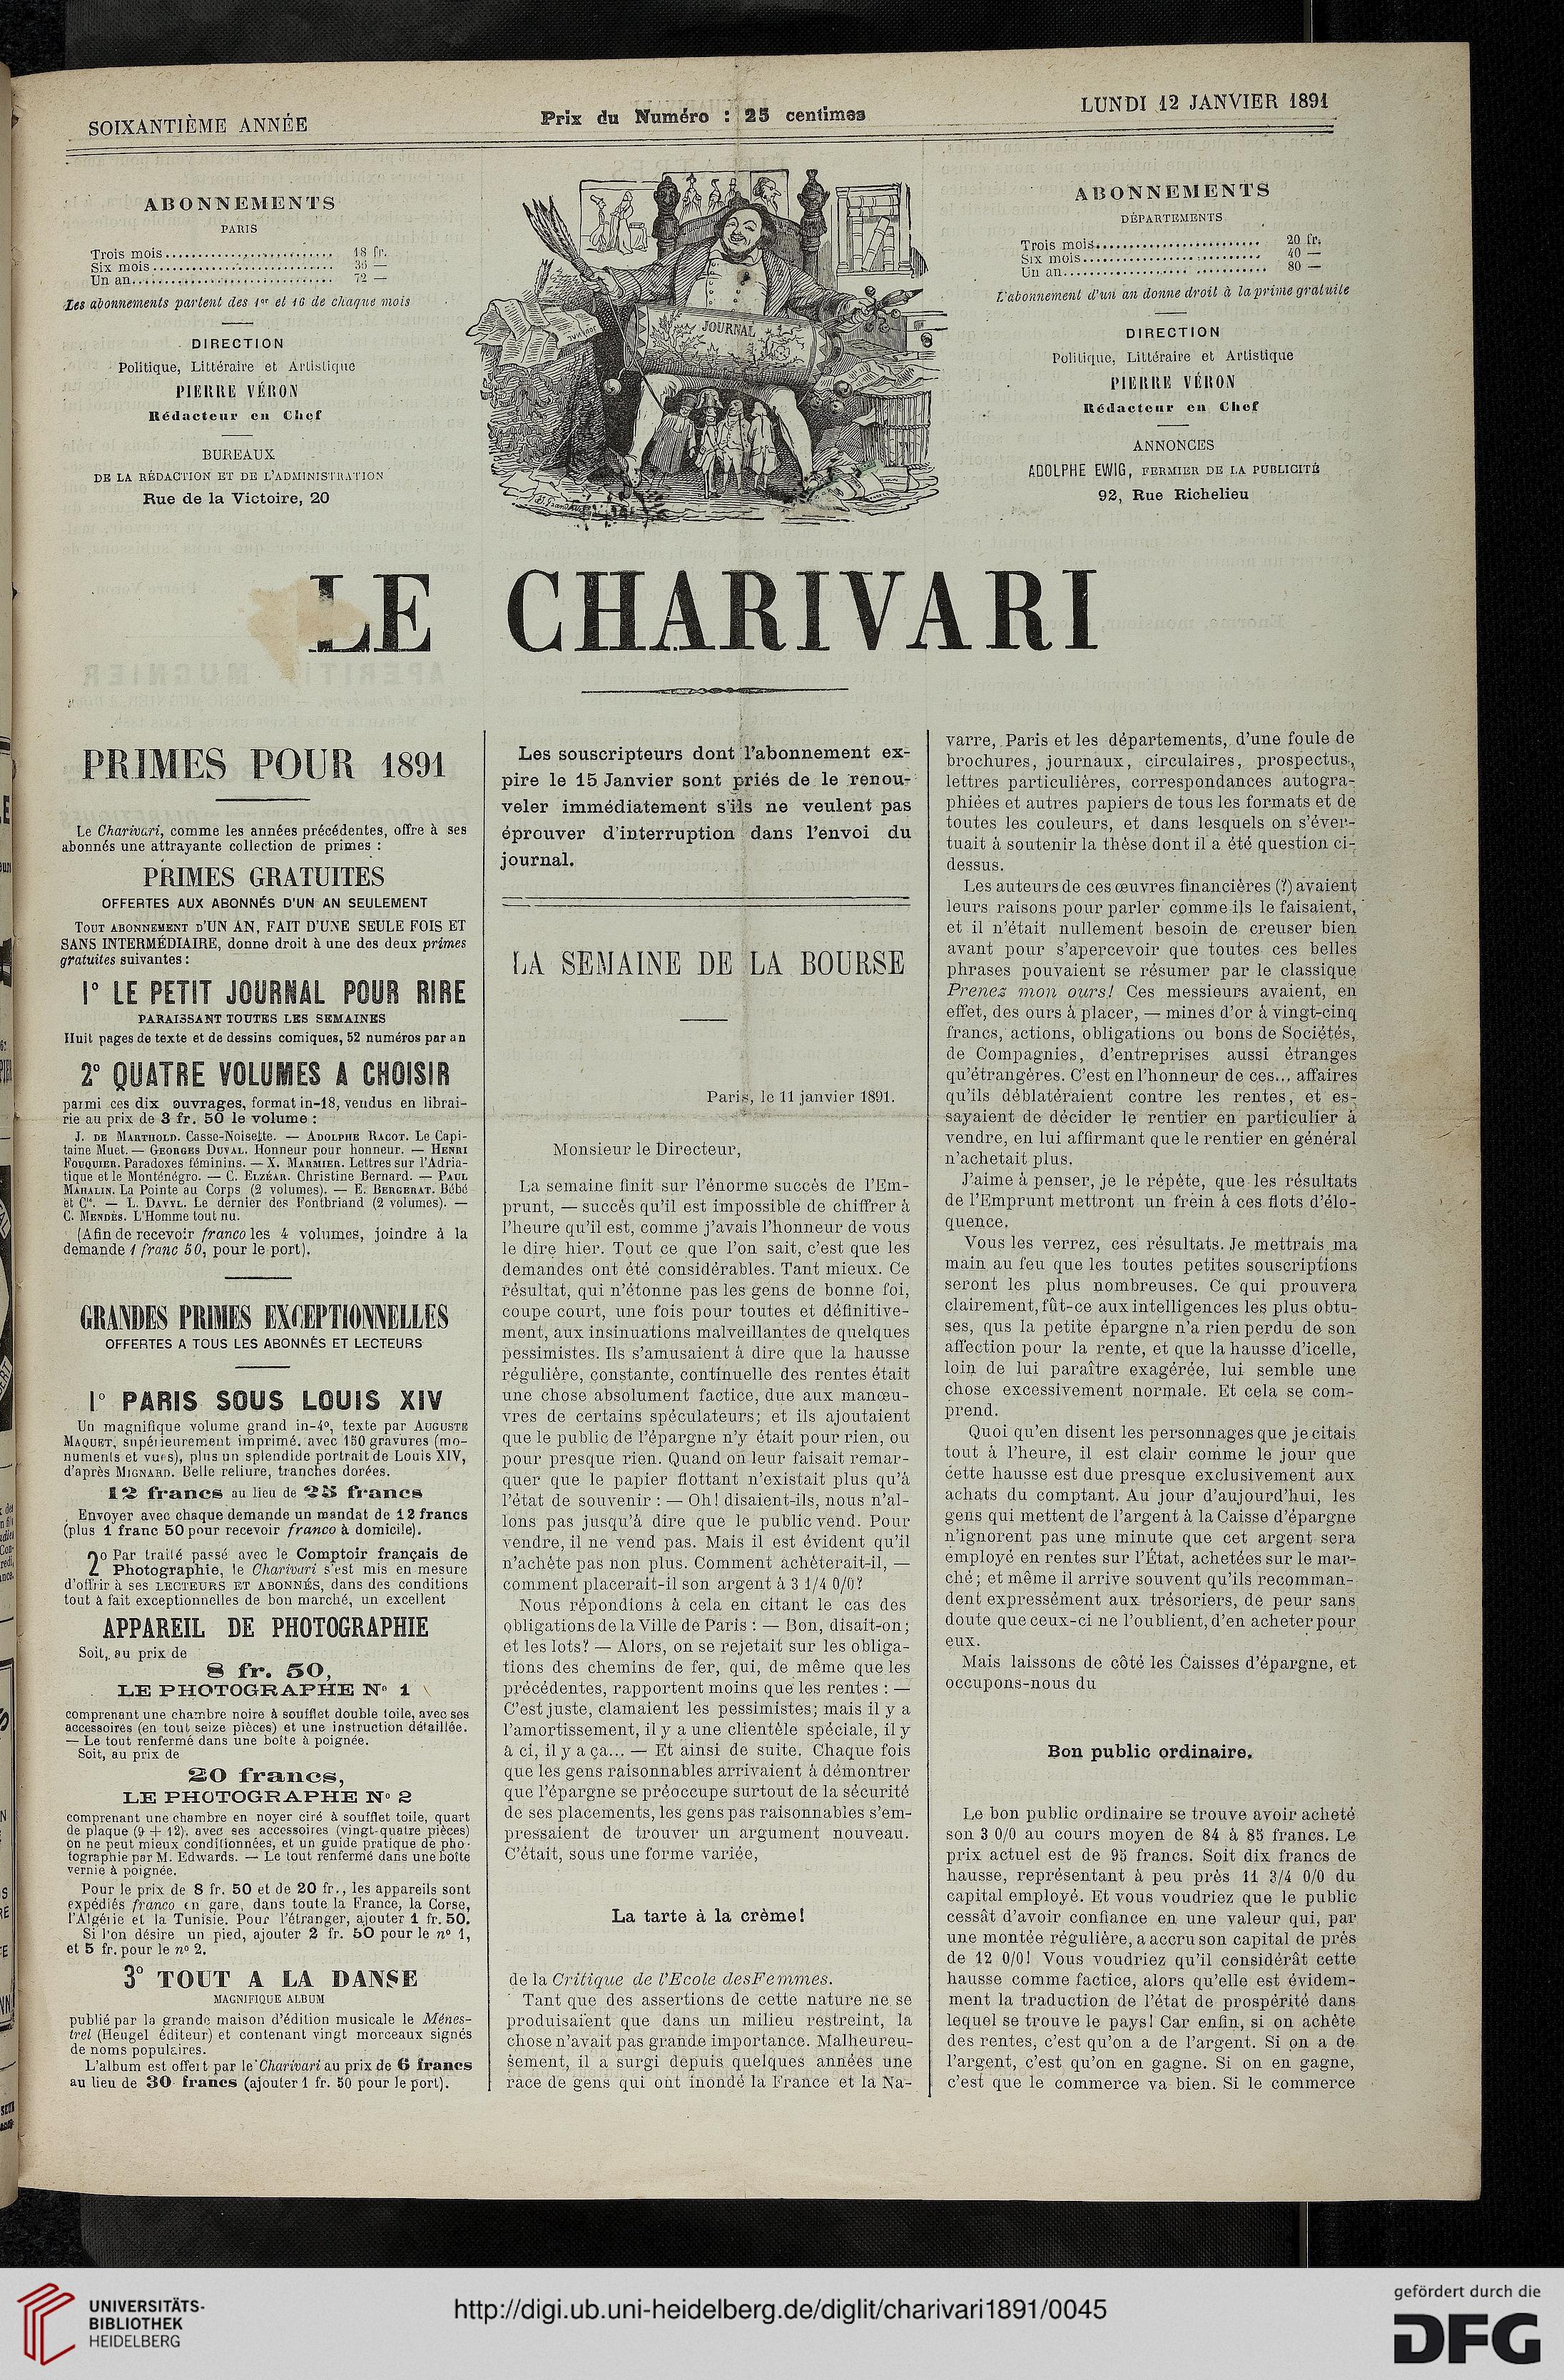 SOIXANTIÈME ANNÉE
Prix du Numéro : 25 centimes
LUNDI 12 JANVIER 1891
ABONNEMENTS
PARIS
Trois mois............................ 18 fr.
Six mois............................ 36 —
Un an............................ 72 —
Les abonnements partent des 1er et 16 de chaque mois
DIRECTION
Politique, Littéraire et Artistique
PIERRE VÉRON
Rédacteur en Chef
BUREAUX
DE LA RÉDACTION ET DE L'ADMINISTRATION
Rue de la Victoire, 20
JOURNAL
ABONNEMENTS
DÉPARTEMENTS
Trois mois............................ 20 fr.
Six mois............................ 40 —
Un an............................ 80 —
L'abonnement d'un an donne droit à la prime gratuite
DIRECTION
Politique, Littéraire et Artistique
PIERRE VÉRON
Rédacteur en Chef
ANNONCES
ADOLPHE EWIG, FERMIER DE LA PUBLICITÉ
92, Rue Richelieu
LE CHARIVARI
PRIMES POUR 1891
Le Charivari, comme les années précédentes, offre à ses
abonnés une attrayante collection de primes :
PRIMES GRATUITES
OFFERTES AUX ABONNÉS D'UN AN SEULEMENT
TOUT ABONNEMENT D'UN AN, FAIT D'UNE SEULE FOIS ET
SANS INTERMÉDIAIRE, donne droit à une des deux primes
gratuites suivantes :
1° LE PETIT JOURNAL POUR RIRE
PARAISSANT TOUTES LES SEMAINES
Huit pages de texte et de dessins comiques, 52 numéros par an
2° QUATRE VOLUMES A CHOISIR
parmi ces dix ouvrages, format in-18, vendus en librai-
rie au prix de 3 fr. 50 le volume :
J. DE MARTHOLD. Casse-Noisette. — ADOLPHE RACOT. Le Capi-
taine Muet. — GEORGES DUVAL. Honneur pour honneur. — HENRI
FOUQUIER. Paradoxes féminins. — X. MARMIER. Lettres sur l'Adria-
tique et le Monténégro. — C. ELZÉAR. Christine Bernard. — PAUL
MAHALIN. La Pointe au Corps (2 volumes). — E. BERGERAT. Bébé
et Cie. — L. DAVYL. Le dernier des Fontbriand (2 volumes). —
C. MENDÈS. L'Homme tout nu.
(Afin de recevoir franco les 4 volumes, joindre à la
demande 1 franc 50, pour le port).
GRANDES PRIMES EXCEPTIONNELLES
OFFERTES A TOUS LES ABONNÉS ET LECTEURS
1° PARIS SOUS LOUIS XIV
Un magnifique volume grand in-4°, texte par AUGUSTE
MAQUET, supérieurement imprimé, avec 150 gravures (mo-
numents et vues), plus un splendide portrait de Louis XIV,
d'après MIGNARD. Belle reliure, tranches dorées.
12 francs au lieu de 25 francs
Envoyer avec chaque demande un mandat de 12 francs
(plus 1 franc 50 pour recevoir franco à domicile).
2° Par traité passé avec le Comptoir français de
Photographie, le Charivari s'est mis en mesure
d'offrir à ses LECTEURS ET ABONNÉS, dans des conditions
tout à fait exceptionnelles de bon marché, un excellent
APPAREIL DE PHOTOGRAPHIE
Soit, au prix de
8 fr. 50,
LE PHOTOGRAPHE N° 1
comprenant une chambre noire à soufflet double toile, avec ses
accessoires (en tout seize pièces) et une instruction détaillée.
— Le tout renfermé dans une boîte à poignée.
Soit, au prix de
20 francs,
LE PHOTOGRAPHE N° 2
comprenant une chambre en noyer ciré à soufflet toile, quart
de plaque (9 + 12), avec ses accessoires (vingt-quatre pièces)
on ne peut mieux conditionnées, et un guide pratique de pho-
tographie par M. Edwards. — Le tout renfermé dans une boîte
vernie à poignée.
Pour le prix de 8 fr. 50 et de 20 fr., les appareils sont
expédiés franco en gare, dans toute la France, la Corse,
l'Algérie et la Tunisie. Pour l'étranger, ajouter 1 fr. 50.
Si l'on désire un pied, ajouter 2 fr. 50 pour le n° 1,
et 5 fr. pour le n° 2.
3° TOUT A LA DANSE
MAGNIFIQUE ALBUM
publié par la grande maison d'édition musicale le Ménes-
trel (Heugel éditeur) et contenant vingt morceaux signés
de noms populaires.
L'album est offert par le Charivari au prix de 6 francs
au lieu de 30 francs (ajouter 1 fr. 50 pour le port).
Les souscripteurs dont l'abonnement ex-
pire le 15 Janvier sont priés de le renou-
veler immédiatement s'ils ne veulent pas
éprouver d'interruption dans l'envoi du
journal.
LA SEMAINE DE LA BOURSE
Paris, le 11 janvier 1891.
Monsieur le Directeur,
La semaine finit sur l'énorme succès de l'Em-
prunt, — succès qu'il est impossible de chiffrer à
l'heure qu'il est, comme j'avais l'honneur de vous
le dire hier. Tout ce que l'on sait, c'est que les
demandes ont été considérables. Tant mieux. Ce
résultat, qui n'étonne pas les gens de bonne foi,
coupe court, une fois pour toutes et définitive-
ment, aux insinuations malveillantes de quelques
pessimistes. Ils s'amusaient à dire que la hausse
régulière, constante, continuelle des rentes était
une chose absolument factice, due aux manœu-
vres de certains spéculateurs; et ils ajoutaient
que le public de l'épargne n'y était pour rien, ou
pour presque rien. Quand on leur faisait remar-
quer que le papier flottant n'existait plus qu'à
l'état de souvenir : — Oh! disaient-ils, nous n'al-
lons pas jusqu'à dire que le public vend. Pour
vendre, il ne vend pas. Mais il est évident qu'il
n'achète pas non plus. Comment achèterait-il, —
comment placerait-il son argent à 3 1/4 0/0?
Nous répondions à cela en citant le cas des
obligations de la Ville de Paris : — Bon, disait-on;
et les lots? — Alors, on se rejetait sur les obliga-
tions des chemins de fer, qui, de même que les
précédentes, rapportent moins que les rentes : —
C'est juste, clamaient les pessimistes; mais il y a
l'amortissement, il y a une clientèle spéciale, il y
a ci, il y a ça... — Et ainsi de suite. Chaque fois
que les gens raisonnables arrivaient à démontrer
que l'épargne se préoccupe surtout de la sécurité
de ses placements, les gens pas raisonnables s'em-
pressaient de trouver un argument nouveau.
C'était, sous une forme variée,
La tarte à la crème!
de la Critique de l'Ecole des Femmes.
Tant que des assertions de cette nature ne se
produisaient que dans un milieu restreint, la
chose n'avait pas grande importance. Malheureu-
sement, il a surgi depuis quelques années une
race de gens qui ont inondé la France et la Na-
varre, Paris et les départements, d'une foule de
brochures, journaux, circulaires, prospectus,
lettres particulières, correspondances autogra-
phiées et autres papiers de tous les formats et de
toutes les couleurs, et dans lesquels on s'éver-
tuait à soutenir la thèse dont il a été question ci-
dessus.
Les auteurs de ces œuvres financières (?) avaient
leurs raisons pour parler comme ils le faisaient,
et il n'était nullement besoin de creuser bien
avant pour s'apercevoir que toutes ces belles
phrases pouvaient se résumer par le classique
Prenez mon ours! Ces messieurs avaient, en
effet, des ours à placer, — mines d'or à vingt-cinq
francs, actions, obligations ou bons de Sociétés,
de Compagnies, d'entreprises aussi étranges
qu'étrangères. C'est en l'honneur de ces... affaires
qu'ils déblatéraient contre les rentes, et es-
sayaient de décider le rentier en particulier à
vendre, en lui affirmant que le rentier en général
n'achetait plus.
J'aime à penser, je le répète, que les résultats
de l'Emprunt mettront un frein à ces flots d'élo-
quence.
Vous les verrez, ces résultats. Je mettrais ma
main au feu que les toutes petites souscriptions
seront les plus nombreuses. Ce qui prouvera
clairement, fût-ce aux intelligences les plus obtu-
ses, qus la petite épargne n'a rien perdu de son
affection pour la rente, et que la hausse d'icelle,
loin de lui paraître exagérée, lui semble une
chose excessivement normale. Et cela se com-
prend.
Quoi qu'en disent les personnages que je citais
tout à l'heure, il est clair comme le jour que
cette hausse est due presque exclusivement aux
achats du comptant. Au jour d'aujourd'hui, les
gens qui mettent de l'argent à la Caisse d'épargne
n'ignorent pas une minute que cet argent sera
employé en rentes sur l'État, achetées sur le mar-
ché; et même il arrive souvent qu'ils recomman-
dent expressément aux trésoriers, de peur sans
doute que ceux-ci ne l'oublient, d'en acheter pour
eux.
Mais laissons de côté les Caisses d'épargne, et
occupons-nous du
Bon public ordinaire.
Le bon public ordinaire se trouve avoir acheté
son 3 0/0 au cours moyen de 84 à 85 francs. Le
prix actuel est de 95 francs. Soit dix francs de
hausse, représentant à peu près 11 3/4 0/0 du
capital employé. Et vous voudriez que le public
cessât d'avoir confiance en une valeur qui, par
une montée régulière, a accru son capital de près
de 12 0/0! Vous voudriez qu'il considérât cette
hausse comme factice, alors qu'elle est évidem-
ment la traduction de l'état de prospérité dans
lequel se trouve le pays! Car enfin, si on achète
des rentes, c'est qu'on a de l'argent. Si on a de
l'argent, c'est qu'on en gagne. Si on en gagne,
c'est que le commerce va bien. Si le commerce
UNIVERSITÄTS-
BIBLIOTHEK
HEIDELBERG
http://digi.ub.uni-heidelberg.de/diglit/charivari1891/0045
gefördert durch die
DFG